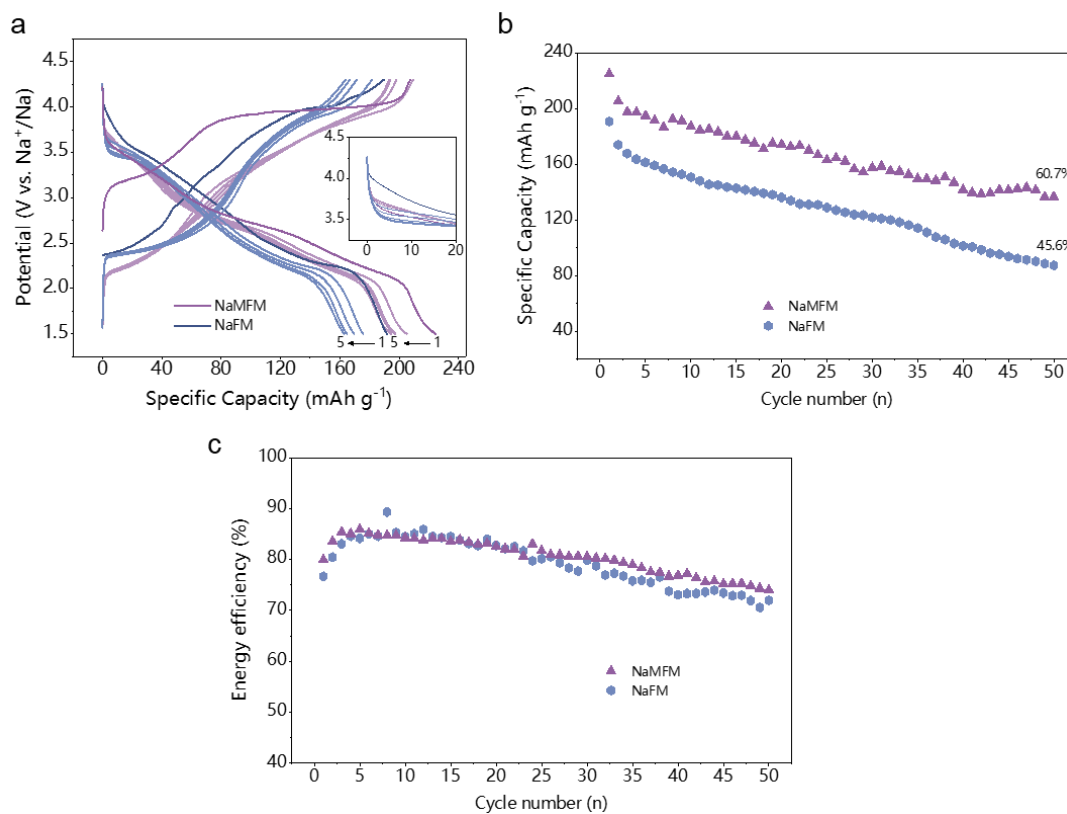 a
Potential (V vs. Na⁺/Na)
4.5
4.0
3.5
3.0
2.5
2.0
1.5
4.5
4.0
3.5
0 10 20
NaMFM
NaFM
5 ← 1 5 ← 1
0 40 80 120 160 200 240
Specific Capacity (mAh g⁻¹)
b
Specific Capacity (mAh g⁻¹)
240
200
160
120
80
40
60.7%
45.6%
NaMFM
NaFM
0 5 10 15 20 25 30 35 40 45 50
Cycle number (n)
c
Energy efficiency (%)
100
90
80
70
60
50
40
NaMFM
NaFM
0 5 10 15 20 25 30 35 40 45 50
Cycle number (n)